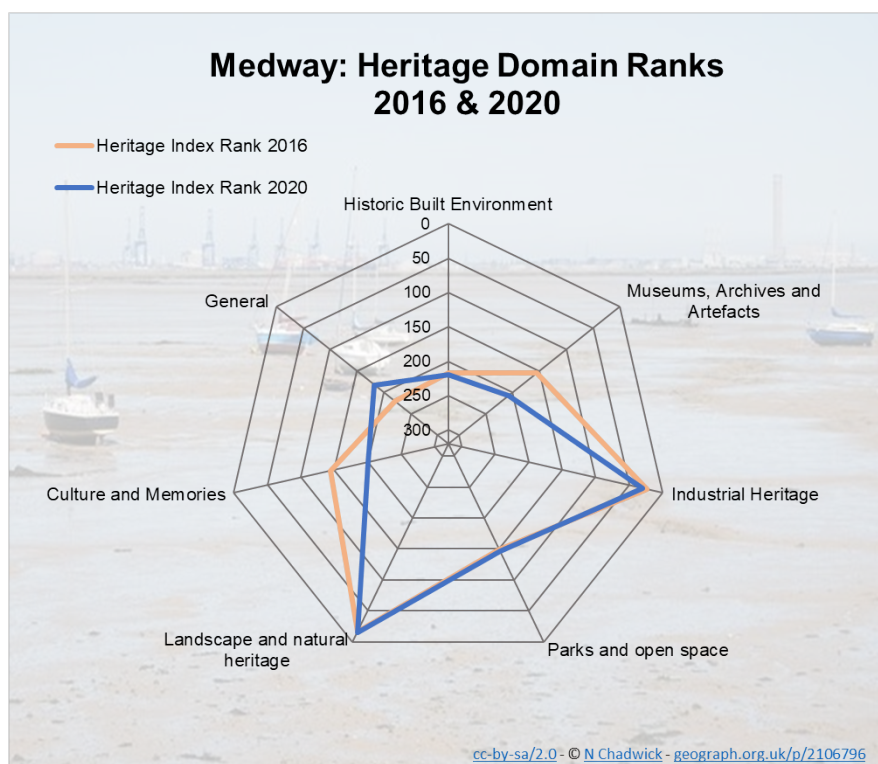 Medway: Heritage Domain Ranks
2016 & 2020
Heritage Index Rank 2016
Heritage Index Rank 2020
Historic Built Environment
0
50
100
150
200
250
300
General
Museums, Archives and
Artefacts
Culture and Memories
Industrial Heritage
Landscape and natural
heritage
Parks and open space
cc-by-sa/2.0 - © N Chadwick - geograph.org.uk/p/2106796